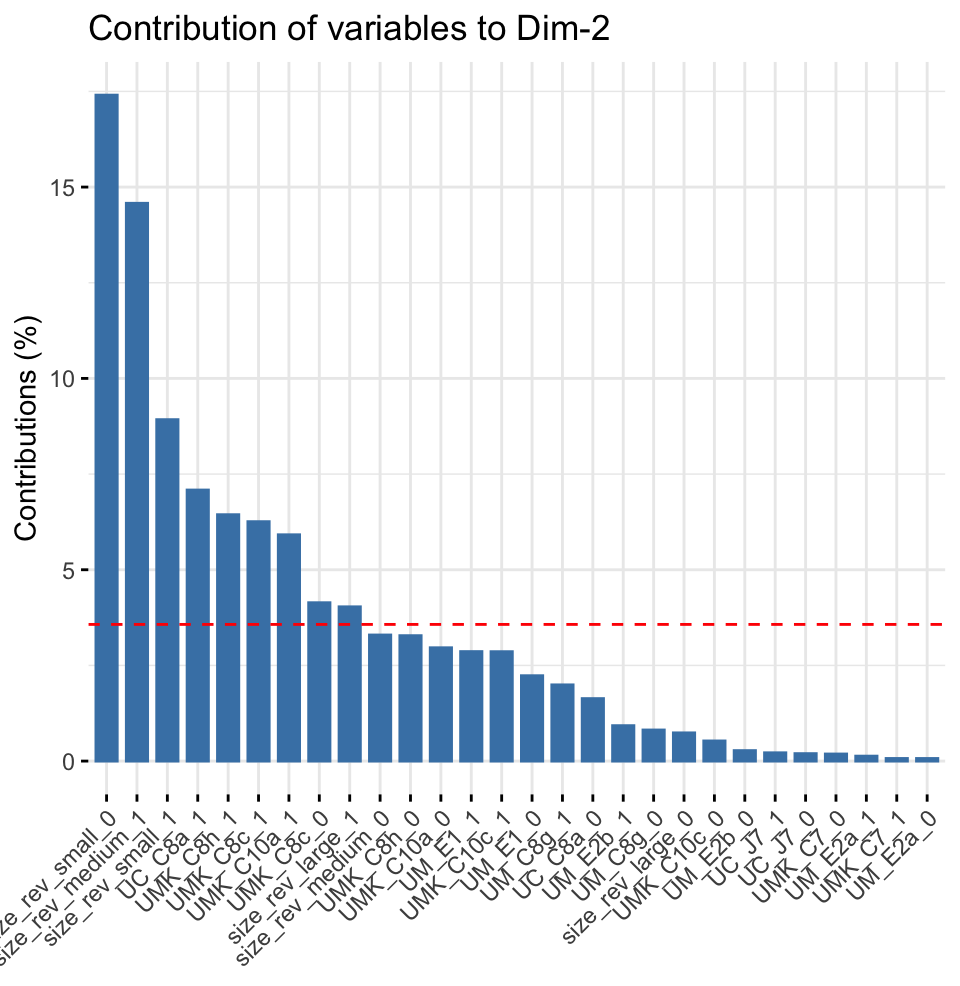 Contribution of variables to Dim-2
Contributions (%)
15
10
5
0
ze_rev_small_0
size_rev_medium_1
size_rev_small_1
UC_C8a_1
UMK_C8h_1
UMK_C8c_1
UMK_C10a_1
UMK_C8c_0
size_rev_large_1
size_rev_medium_0
UMK_C8h_0
UMK_C10a_0
UM_E1_1
UMK_C10c_1
UM_E1_0
UM_C8g_1
UC_C8a_0
UM_E2b_1
UM_C8g_0
size_rev_large_0
UMK_C10c_0
UM_E2b_0
UC_J7_1
UC_J7_0
UMK_C7_0
UM_E2a_1
UMK_C7_1
UM_E2a_0